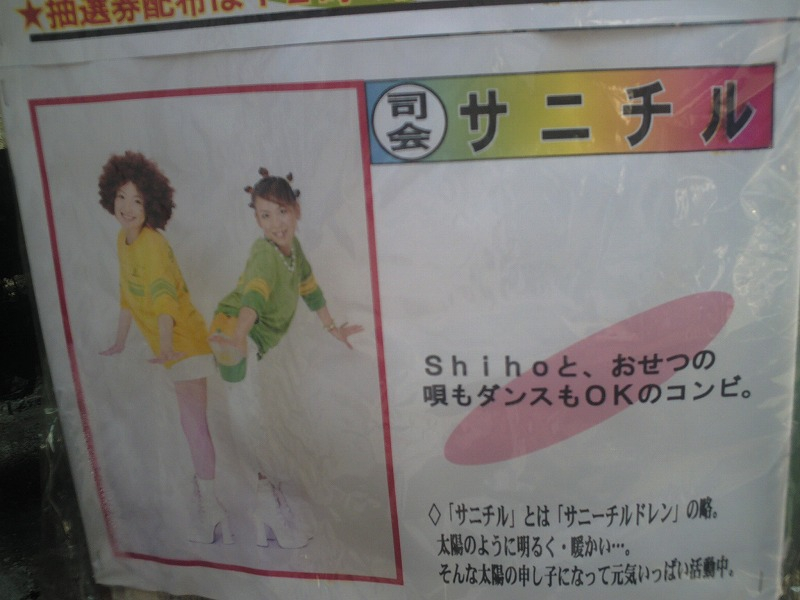 ★抽選券配布は
司会 サニチル
Ｓｈｉｈｏと、おせつの
唄もダンスもＯＫのコンビ。
◇「サニチル」とは「サニーチルドレン」の略。
太陽のように明るく・暖かい…。
そんな太陽の申し子になって元気いっぱい活動中。